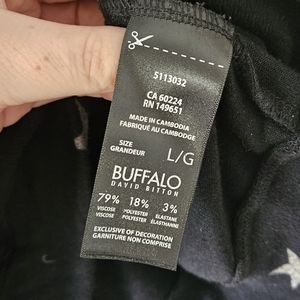 S113032
CA 60224
RN 149651
MADE IN CAMBODIA
FABRIQUÉ AU CAMBODGE
SIZE
GRANDEUR
L/G
BUFFALO
DAVID BITTON
79% 18% 3%
VISCOSE POLYESTER ELASTANE
VISCOSE POLYESTER ÉLASTHANNE
EXCLUSIVE OF DECORATION
GARNITURE NON COMPRISE